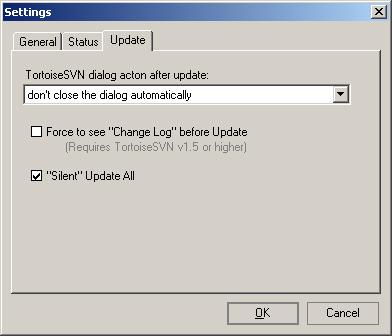 Settings
General Status Update
TortoiseSVN dialog acton after update:
don't close the dialog automatically
Force to see "Change Log" before Update
(Requires TortoiseSVN v1.5 or higher)
"Silent" Update All
OK Cancel